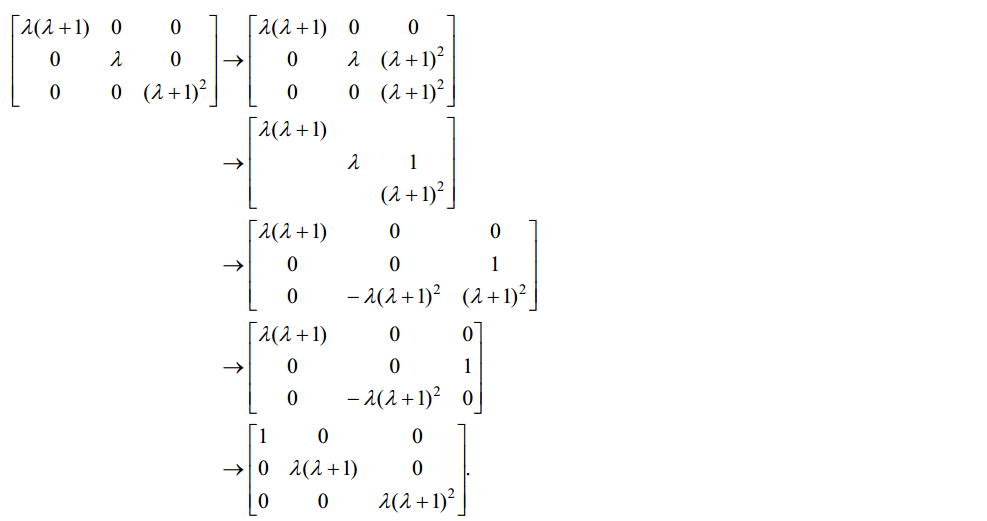 [λ(λ+1) 0 0] → [λ(λ+1) 0 0]
[0 λ 0] [0 λ (λ+1)²]
[0 0 (λ+1)²] [0 0 (λ+1)²]
→ [λ(λ+1)]
[λ 1]
[(λ+1)²]
→ [λ(λ+1) 0 0]
[0 0 1]
[0 −λ(λ+1)² (λ+1)²]
→ [λ(λ+1) 0 0]
[0 0 1]
[0 −λ(λ+1)² 0]
→ [1 0 0]
[0 λ(λ+1) 0]
[0 0 λ(λ+1)²].